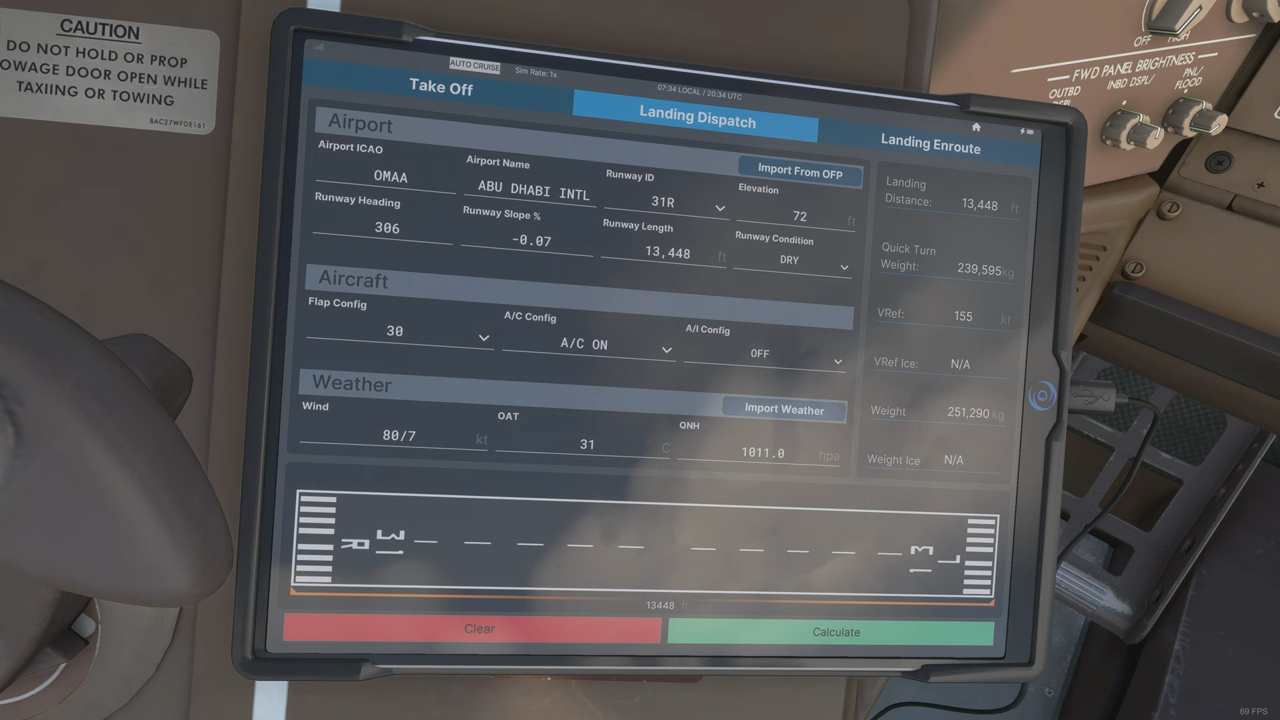 CAUTION
DO NOT HOLD OR PROP
OWAGE DOOR OPEN WHILE
TAXIING OR TOWING
BAC27WFDE161
OFF
FWD PANEL BRIGHTNESS
OUTBD
INBD DSPL/
PNL/
FLOOD
AUTO CRUISE
Sim Rate: 1x
07:34 LOCAL / 20:34 UTC
Take Off
Landing Dispatch
Landing Enroute
Airport
Import From OFP
Airport ICAO
Airport Name
Runway ID
Elevation
OMAA
ABU DHABI INTL
31R
72 ft
Runway Heading
Runway Slope %
Runway Length
Runway Condition
306
-0.07
13,448 ft
DRY
Aircraft
Flap Config
A/C Config
A/I Config
30
A/C ON
OFF
Weather
Import Weather
Wind
OAT
QNH
80/7 kt
31 C
1011.0 hpa
Landing
Distance: 13,448 ft
Quick Turn
Weight: 239,595kg
VRef: 155 kt
VRef Ice: N/A
Weight 251,290 kg
Weight Ice N/A
13448 ft
Clear
Calculate
69 FPS